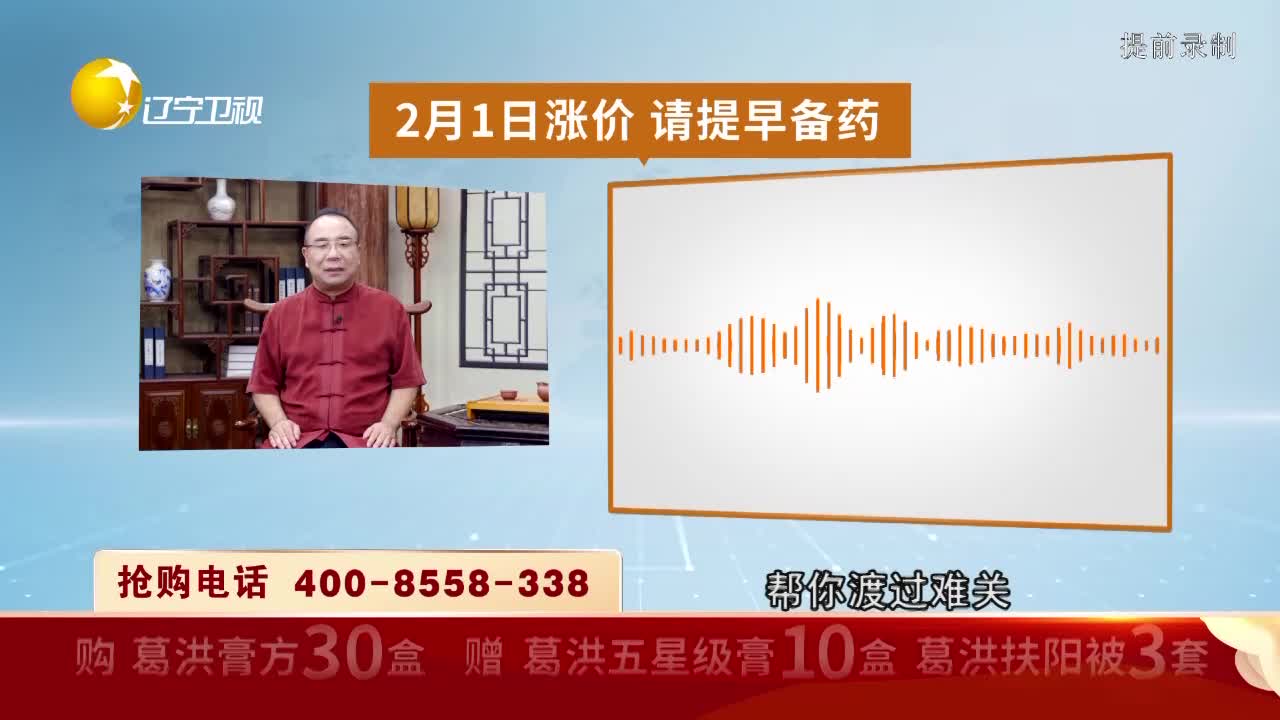 提前录制
辽宁卫视
2月1日涨价 请提早备药
抢购电话 400-8558-338
帮你渡过难关
购 葛洪膏方30盒 赠 葛洪五星级膏10盒 葛洪扶阳被3套